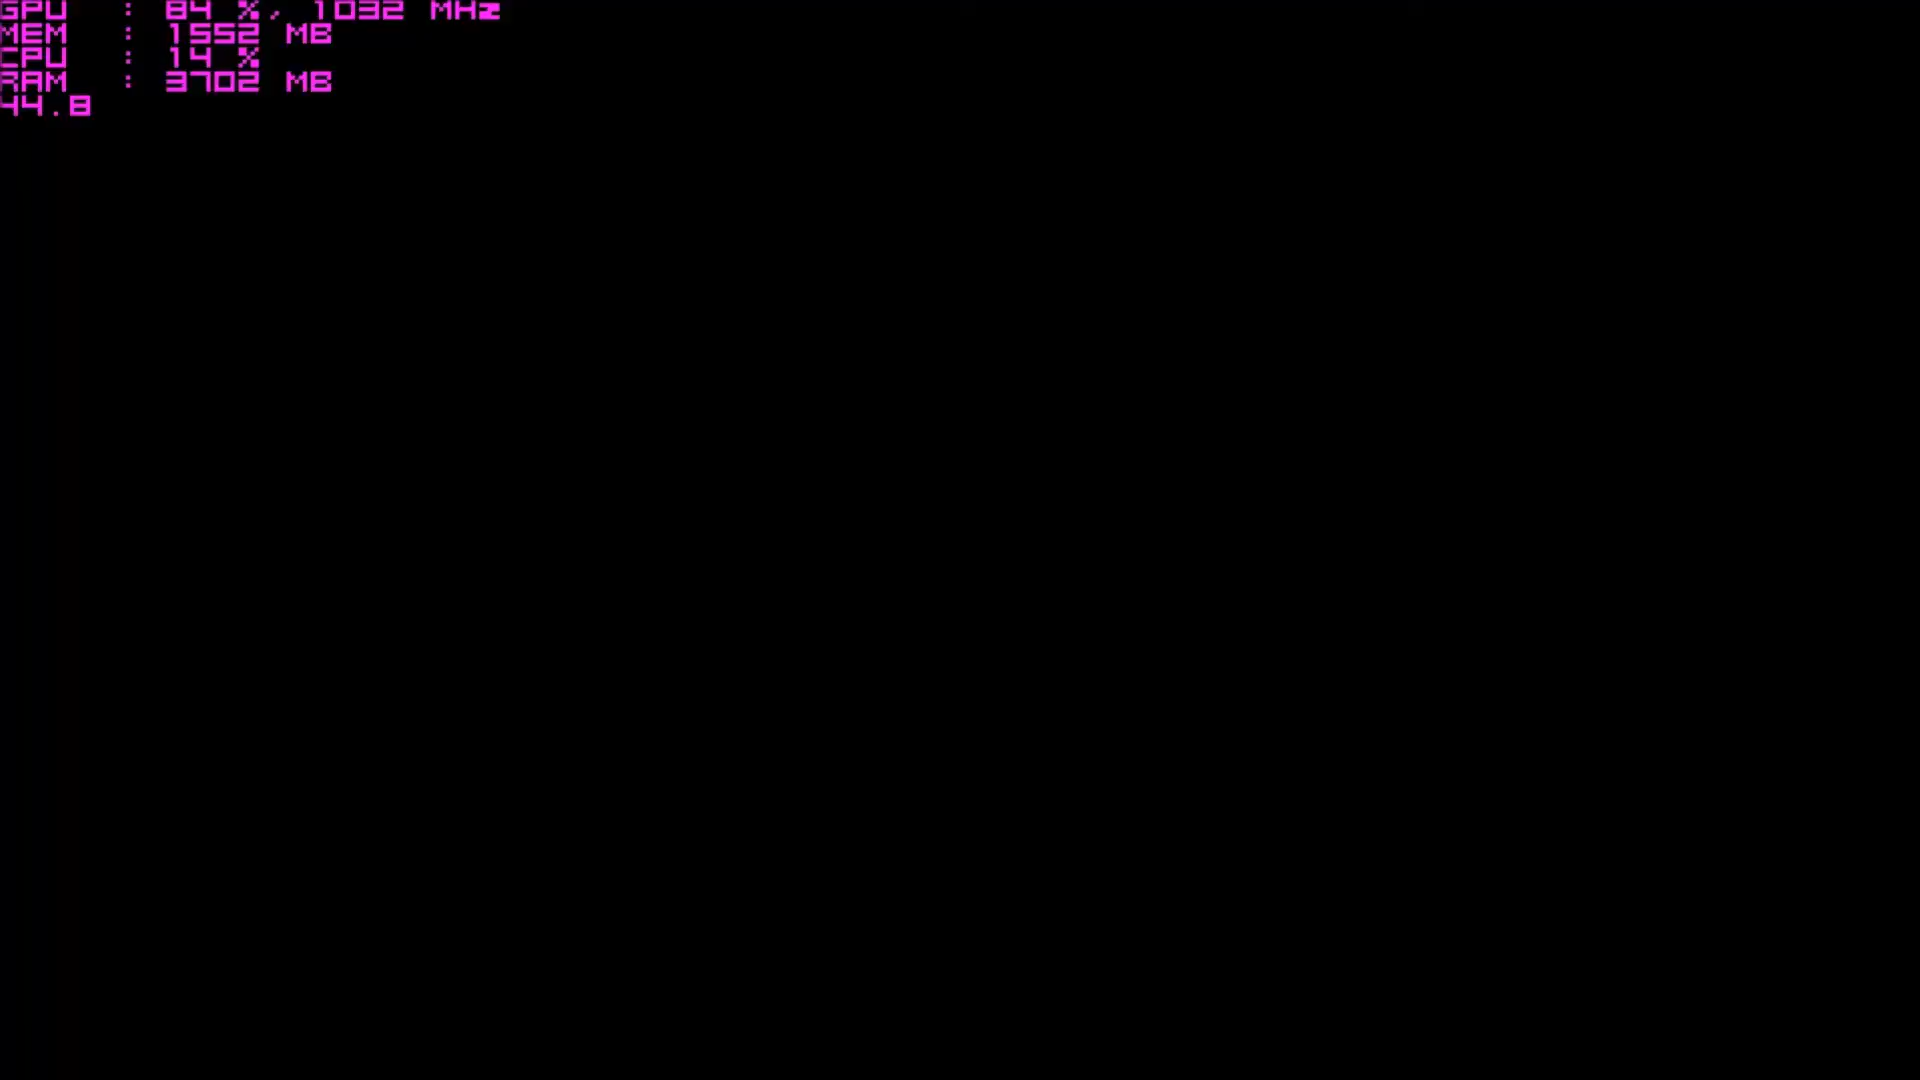 GPU : 84 %, 1032 MHz
MEM : 1552 MB
CPU : 14 %
RAM : 3702 MB
44.8